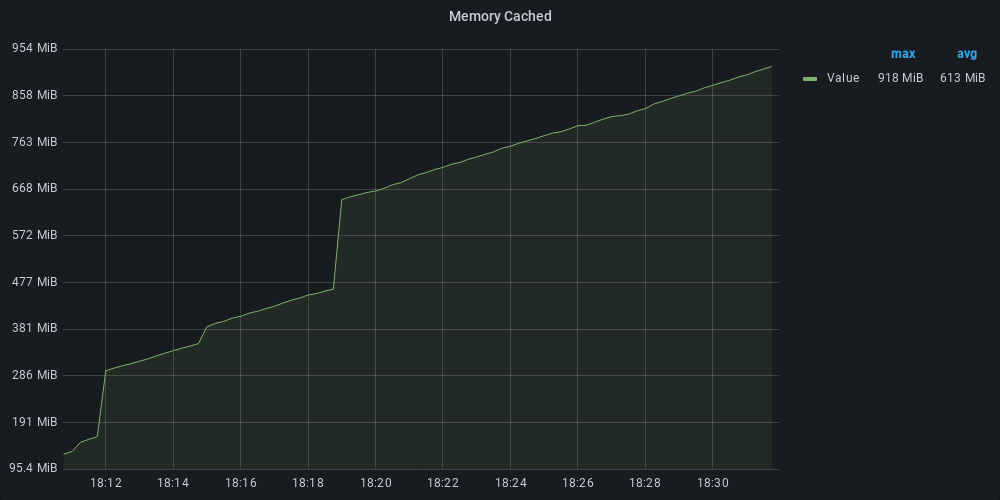 Memory Cached
954 MiB
858 MiB
763 MiB
668 MiB
572 MiB
477 MiB
381 MiB
286 MiB
191 MiB
95.4 MiB
18:12 18:14 18:16 18:18 18:20 18:22 18:24 18:26 18:28 18:30
max avg
Value 918 MiB 613 MiB